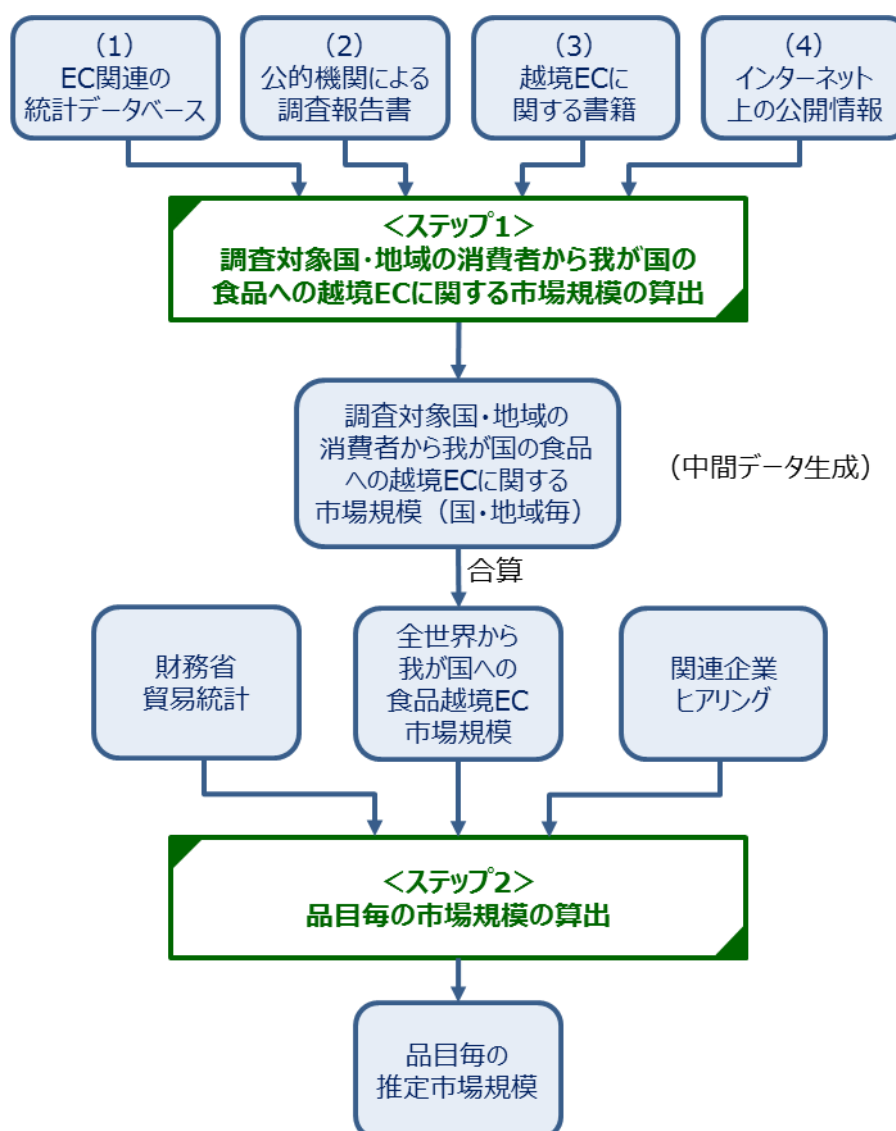 (1)
EC関連の
統計データベース
(2)
公的機関による
調査報告書
(3)
越境ECに
関する書籍
(4)
インターネット
上の公開情報
<ステップ1>
調査対象国・地域の消費者から我が国の
食品への越境ECに関する市場規模の算出
調査対象国・地域の
消費者から我が国の食品
への越境ECに関する
市場規模(国・地域毎)
(中間データ生成)
合算
財務省
貿易統計
全世界から
我が国への
食品越境EC
市場規模
関連企業
ヒアリング
<ステップ2>
品目毎の市場規模の算出
品目毎の
推定市場規模